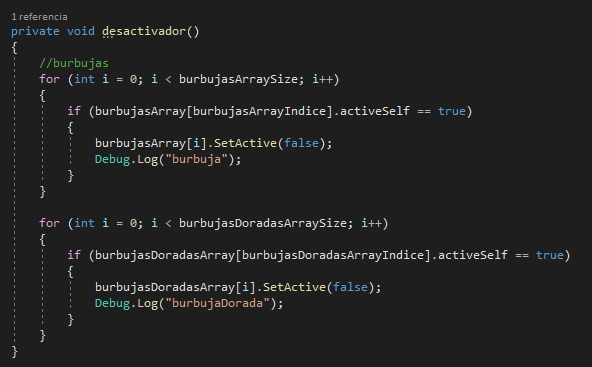 1 referencia
private void desactivador()
{
    //burbujas
    for (int i = 0; i < burbujasArraySize; i++)
    {
        if (burbujasArray[burbujasArrayIndice].activeSelf == true)
        {
            burbujasArray[i].SetActive(false);
            Debug.Log("burbuja");
        }
    }

    for (int i = 0; i < burbujasDoradasArraySize; i++)
    {
        if (burbujasDoradasArray[burbujasDoradasArrayIndice].activeSelf == true)
        {
            burbujasDoradasArray[i].SetActive(false);
            Debug.Log("burbujaDorada");
        }
    }
}